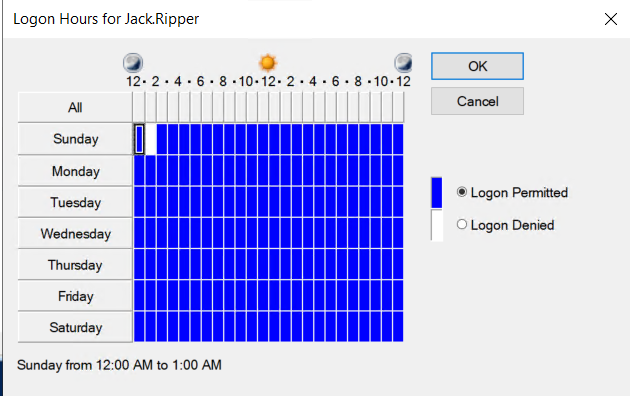 Logon Hours for Jack.Ripper
12 · 2 · 4 · 6 · 8 · 10 · 12 · 2 · 4 · 6 · 8 · 10 · 12
OK
Cancel
All
Sunday
Monday
Tuesday
Wednesday
Thursday
Friday
Saturday
Logon Permitted
Logon Denied
Sunday from 12:00 AM to 1:00 AM